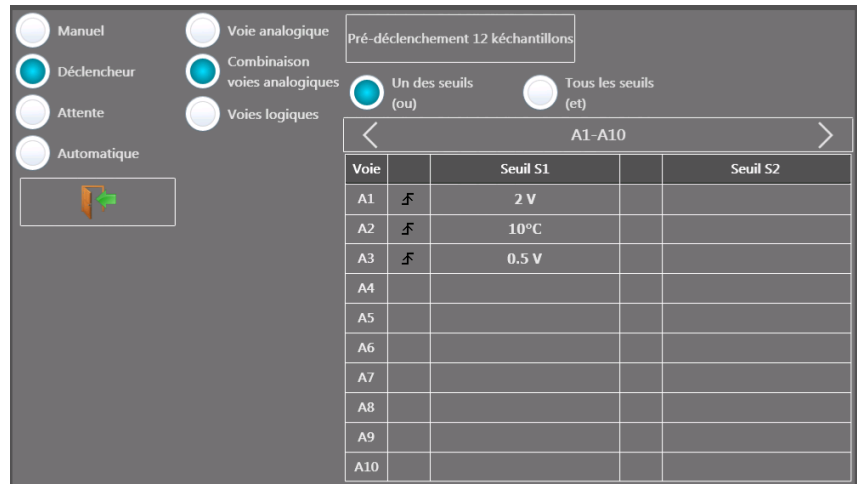 Manuel
Déclencheur
Attente
Automatique
Voie analogique
Combinaison
voies analogiques
Voies logiques
Pré-déclenchement 12 kéchantillons
Un des seuils
(ou)
Tous les seuils
(et)
A1-A10
Voie Seuil S1 Seuil S2
A1 2 V
A2 10°C
A3 0.5 V
A4
A5
A6
A7
A8
A9
A10